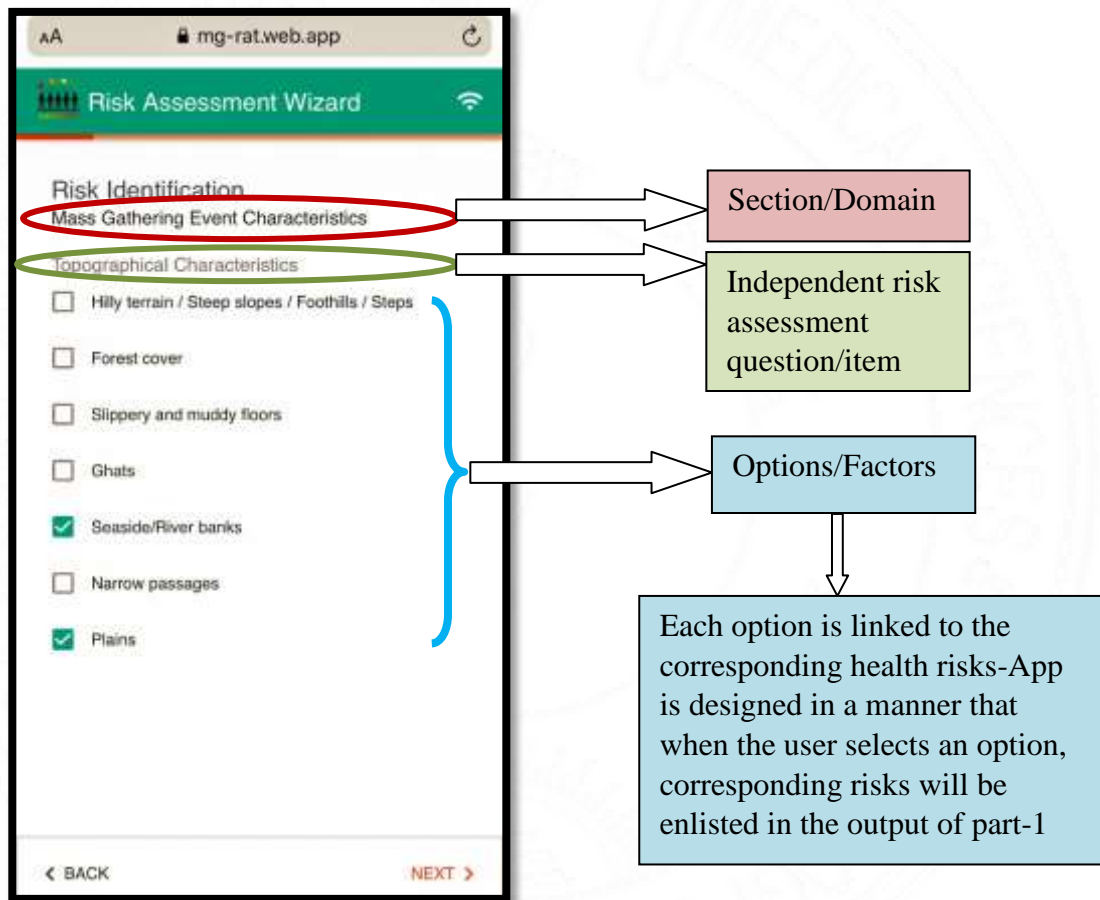 AA mg-rat.web.app
Risk Assessment Wizard
Risk Identification
Mass Gathering Event Characteristics
Topographical Characteristics
Hilly terrain / Steep slopes / Foothills / Steps
Forest cover
Slippery and muddy floors
Ghats
Seaside/River banks
Narrow passages
Plains
< BACK NEXT >
Section/Domain
Independent risk
assessment
question/item
Options/Factors
Each option is linked to the
corresponding health risks-App
is designed in a manner that
when the user selects an option,
corresponding risks will be
enlisted in the output of part-1